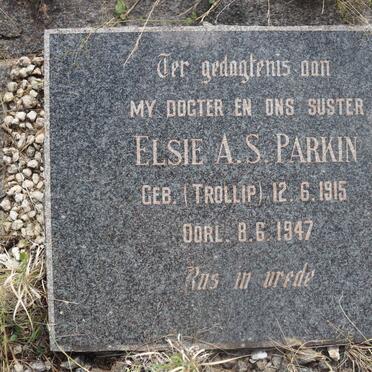 Ter gedagtenis aan
MY DOGTER EN ONS SUSTER
ELSIE A. S. PARKIN
GEB. (TROLLIP) 12. 6. 1915
OORL. 8. 6. 1947
Rus in vrede